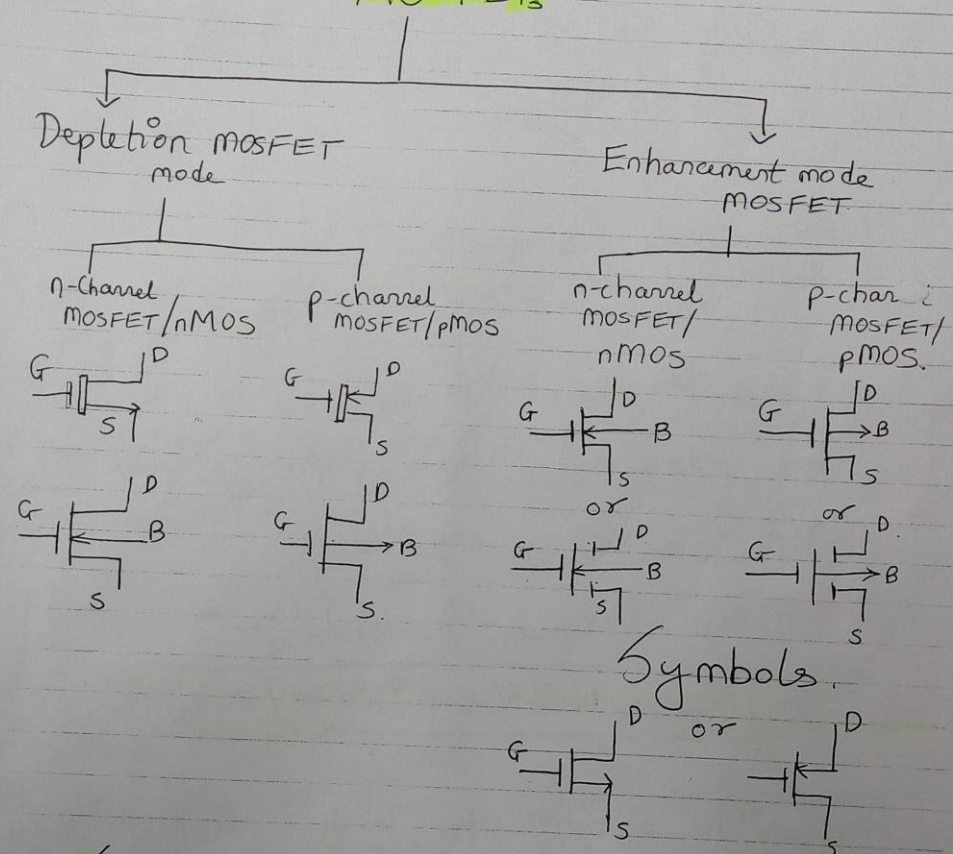 Depletion MOSFET
mode
Enhancement mode
MOSFET
n-Channel
MOSFET/nMOS
p-channel
MOSFET/pMOS
n-channel
MOSFET/
nMOS
p-chan
MOSFET/
pMOS.
G D
S
G D
S
G D
B
S
G D
B
S
G D
B
S
G D
B
S.
or
or
G D
B
S
G D.
B
S
Symbols.
G D
S
or
D
S